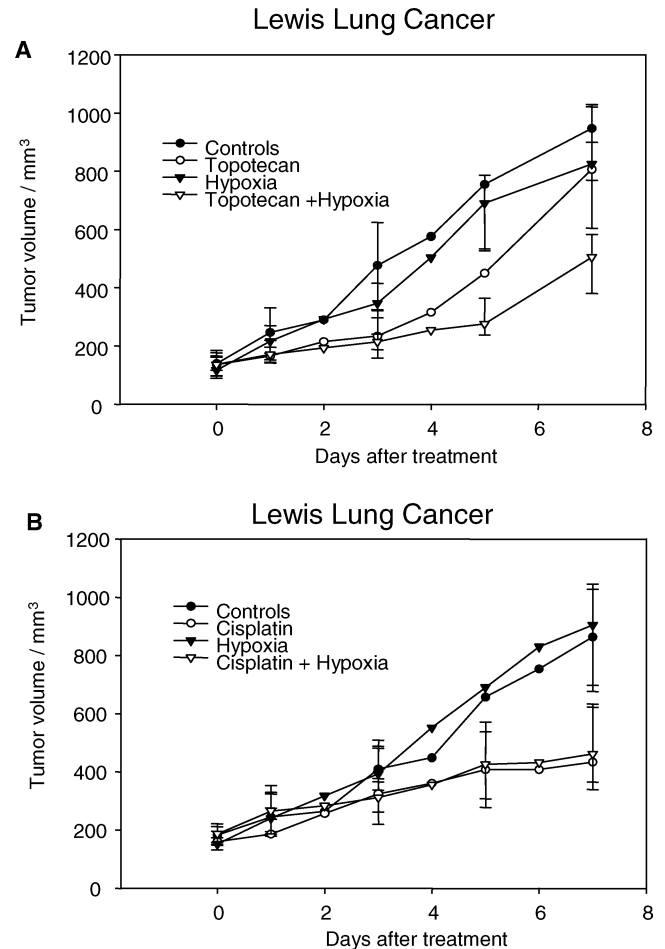 Lewis Lung Cancer
A
1200
1000
800
600
400
200
0
Tumor volume / mm³
Controls
Topotecan
Hypoxia
Topotecan +Hypoxia
0 2 4 6 8
Days after treatment
B
Lewis Lung Cancer
1200
1000
800
600
400
200
0
Tumor volume / mm³
Controls
Cisplatin
Hypoxia
Cisplatin + Hypoxia
0 2 4 6 8
Days after treatment